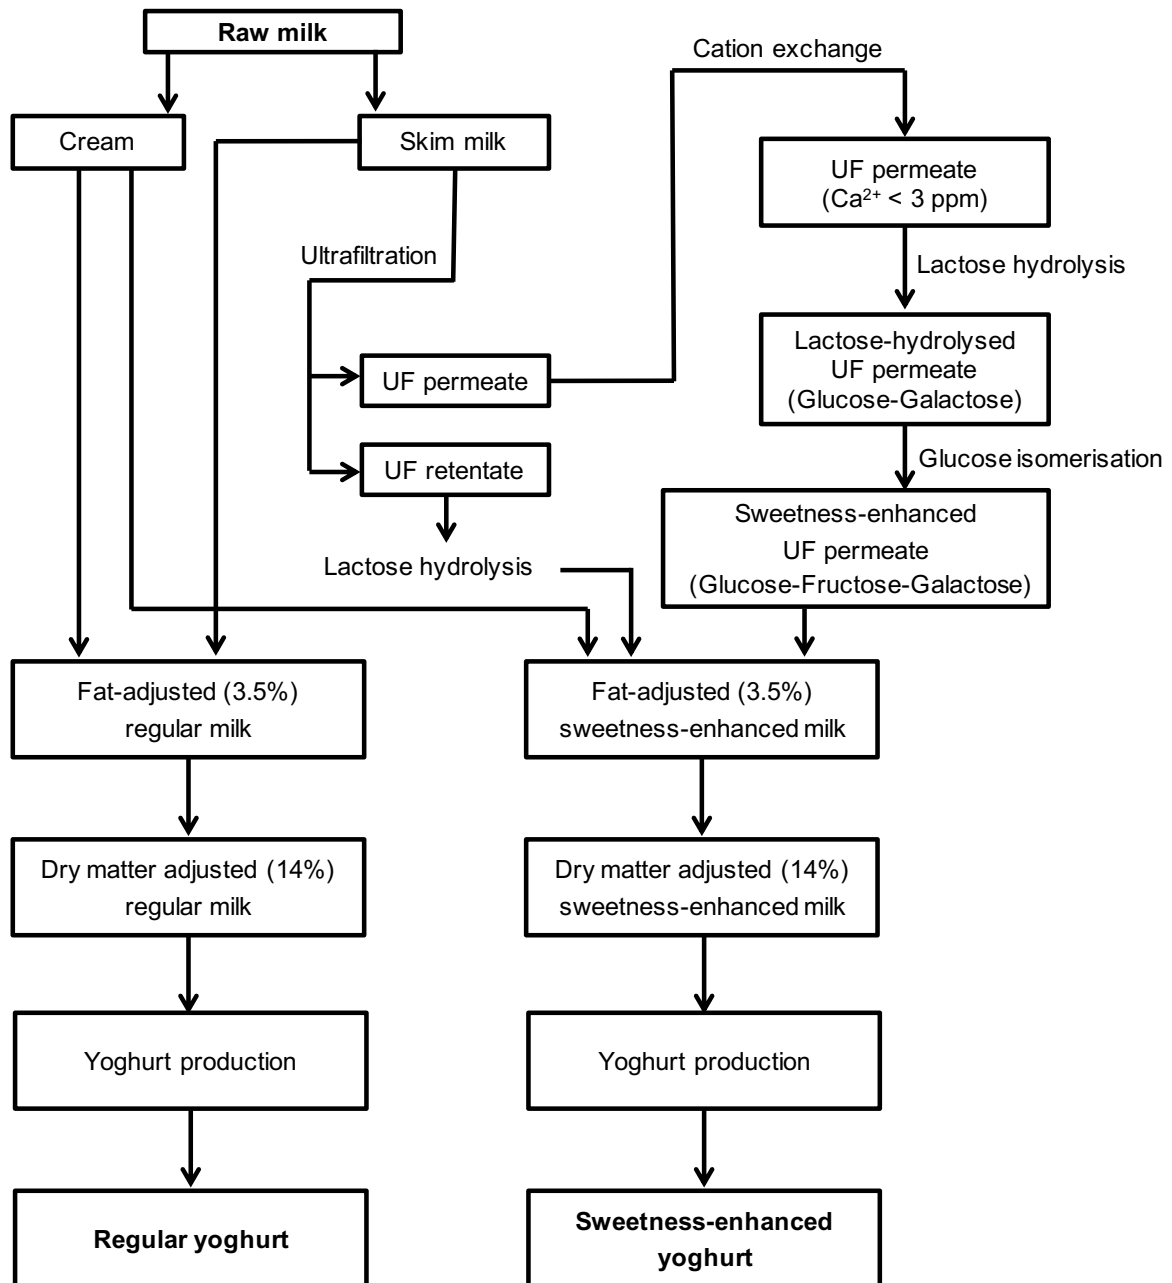 Raw milk
Cation exchange
Cream
Skim milk
UF permeate
(Ca²⁺ < 3 ppm)
Ultrafiltration
Lactose hydrolysis
Lactose-hydrolysed
UF permeate
(Glucose-Galactose)
UF permeate
UF retentate
Glucose isomerisation
Sweetness-enhanced
UF permeate
(Glucose-Fructose-Galactose)
Lactose hydrolysis
Fat-adjusted (3.5%)
regular milk
Fat-adjusted (3.5%)
sweetness-enhanced milk
Dry matter adjusted (14%)
regular milk
Dry matter adjusted (14%)
sweetness-enhanced milk
Yoghurt production
Yoghurt production
Regular yoghurt
Sweetness-enhanced
yoghurt